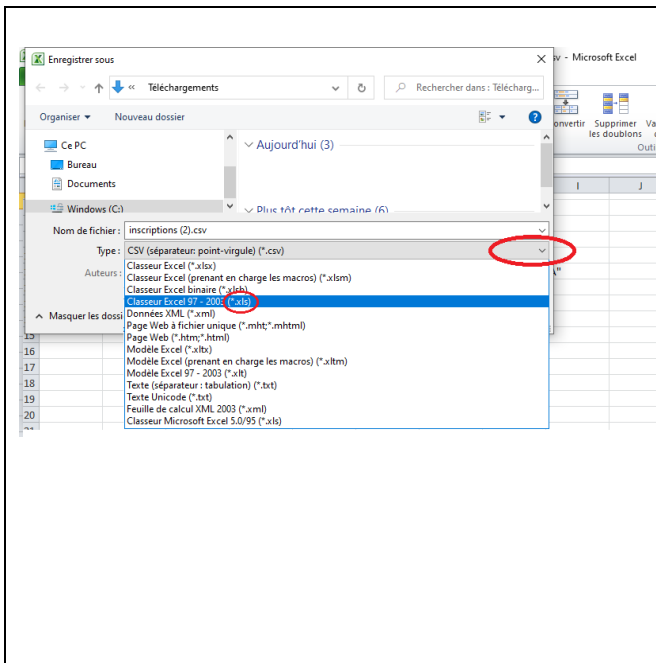 Enregistrer sous
sv - Microsoft Excel
« Téléchargements
Rechercher dans : Télécharg...
Organiser
Nouveau dossier
onvertir Supprimer Va
les doublons
Outi
Ce PC
Bureau
Documents
Windows (C:)
Aujourd'hui (3)
Plus tôt cette semaine (6)
I J
Nom de fichier : inscriptions (2).csv
Type : CSV (séparateur: point-virgule) (*.csv)
Auteurs :
Classeur Excel (*.xlsx)
Classeur Excel (prenant en charge les macros) (*.xlsm)
Classeur Excel binaire (*.xlsb)
Classeur Excel 97 - 2003 (*.xls)
Données XML (*.xml)
Page Web à fichier unique (*.mht;*.mhtml)
Page Web (*.htm;*.html)
Modèle Excel (*.xltx)
Modèle Excel (prenant en charge les macros) (*.xltm)
Modèle Excel 97 - 2003 (*.xlt)
Texte (séparateur : tabulation) (*.txt)
Texte Unicode (*.txt)
Feuille de calcul XML 2003 (*.xml)
Classeur Microsoft Excel 5.0/95 (*.xls)
Masquer les dossi
15
16
17
18
19
20
21